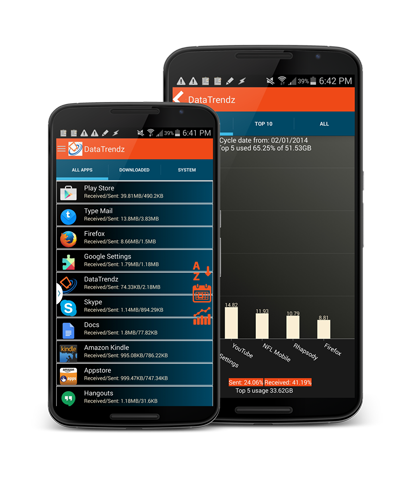 6:42 PM
39%
DataTrendz
TOP 10
ALL
Cycle date from: 02/01/2014
Top 5 used 65.25% of 51.53GB
14.82
11.93
10.79
8.81
Settings
YouTube
NFL Mobile
Rhapsody
Firefox
Sent: 24.06% Received: 41.19%
Top 5 usage 33.62GB
39% 6:41 PM
DataTrendz
ALL APPS
DOWNLOADED
SYSTEM
Play Store
Received/Sent: 39.81MB/490.2KB
Type Mail
Received/Sent: 13.8MB/3.83MB
Firefox
Received/Sent: 8.66MB/1.5MB
Google Settings
Received/Sent: 1.79MB/1.18MB
DataTrendz
Received/Sent: 74.33KB/2.18MB
Skype
Received/Sent: 1.14MB/894.29KB
Docs
Received/Sent: 1.8MB/77.82KB
Amazon Kindle
Received/Sent: 995.08KB/786.22KB
Appstore
Received/Sent: 999.47KB/747.34KB
Hangouts
Received/Sent: 1.18MB/31.6KB
A
Z
kindle